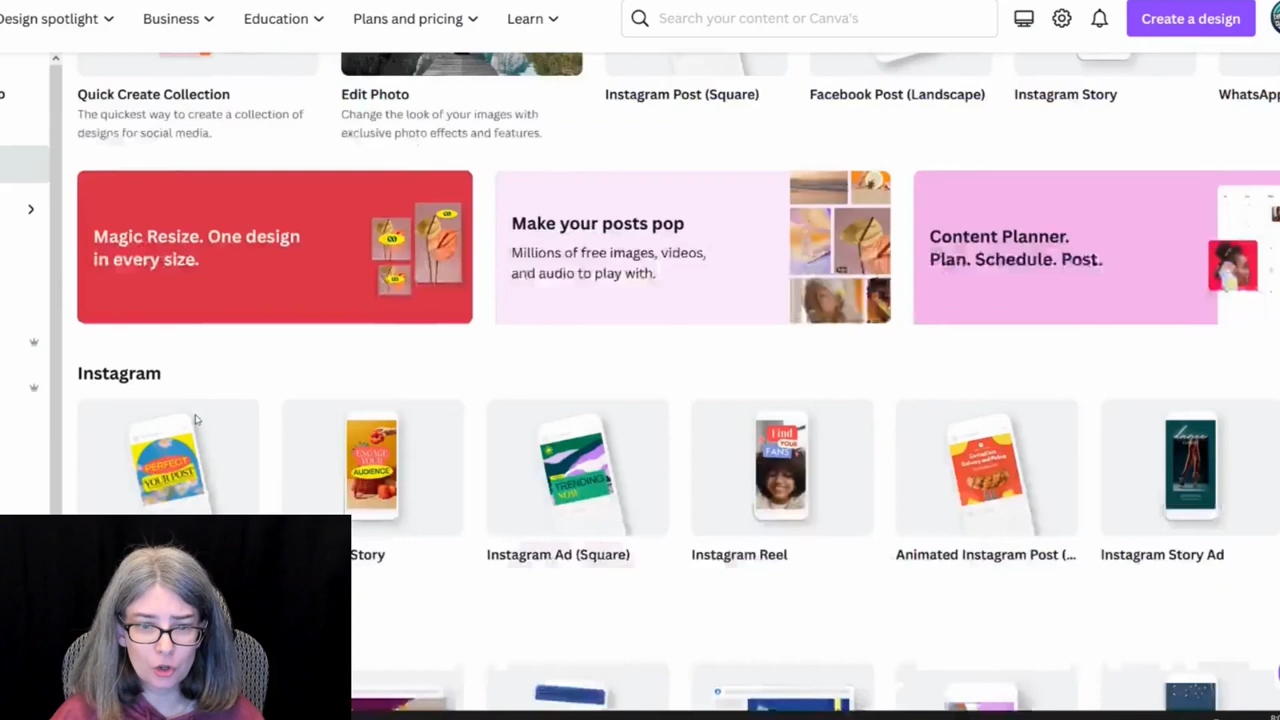 Design spotlight
Business
Education
Plans and pricing
Learn
Search your content or Canva's
Create a design
Quick Create Collection
The quickest way to create a collection of
designs for social media.
Edit Photo
Change the look of your images with
exclusive photo effects and features.
Instagram Post (Square)
Facebook Post (Landscape)
Instagram Story
WhatsApp
Magic Resize. One design
in every size.
Make your posts pop
Millions of free images, videos,
and audio to play with.
Content Planner.
Plan. Schedule. Post.
Instagram
PERFECT
YOUR POST
ENGAGE
YOUR
AUDIENCE
TRENDING
NOW
Find
YOUR
FANS
Story
Instagram Ad (Square)
Instagram Reel
Animated Instagram Post (...
Instagram Story Ad